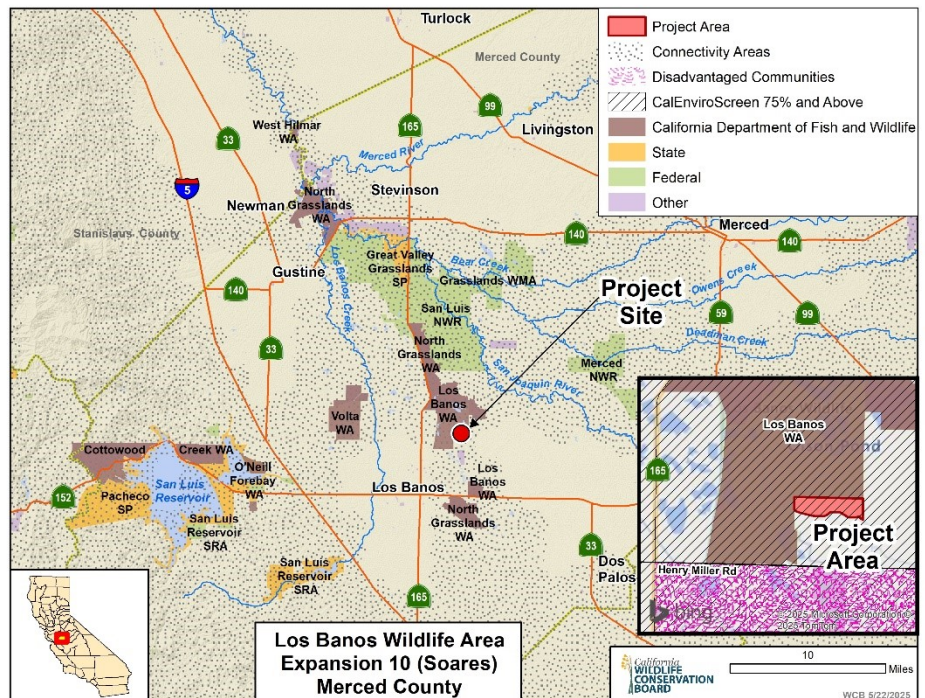 Turlock
Merced County
99
165
33
Livingston
West Hilmar
WA
Merced River
5
North
Grasslands
WA
Stevinson
Newman
Stanislaus County
140
Merced
140
Great Valley
Grasslands
SP
Bear Creek
Grasslands WMA
Owens Creek
Gustine
Los Banos Creek
140
Project
Site
San Luis
NWR
59
99
Deadman Creek
33
North
Grasslands
WA
San Joaquin River
Merced
NWR
Los
Banos
WA
Volta
WA
Cottowood
Creek WA
O'Neill
Forebay
WA
Los
Banos
WA
152
Pacheco
SP
San Luis
Reservoir
Los Banos
North
Grasslands
WA
San Luis
Reservoir
SRA
33
Dos
Palos
San Luis
Reservoir
SRA
165
Project Area
Connectivity Areas
Disadvantaged Communities
CalEnviroScreen 75% and Above
California Department of Fish and Wildlife
State
Federal
Other
Los Banos
WA
165
Project
Area
Henry Miller Rd
bing
© 2025 Microsoft Corporation ©
2025 TomTom
Los Banos Wildlife Area
Expansion 10 (Soares)
Merced County
California
WILDLIFE
CONSERVATION
BOARD
10
Miles
WCB 5/22/2025